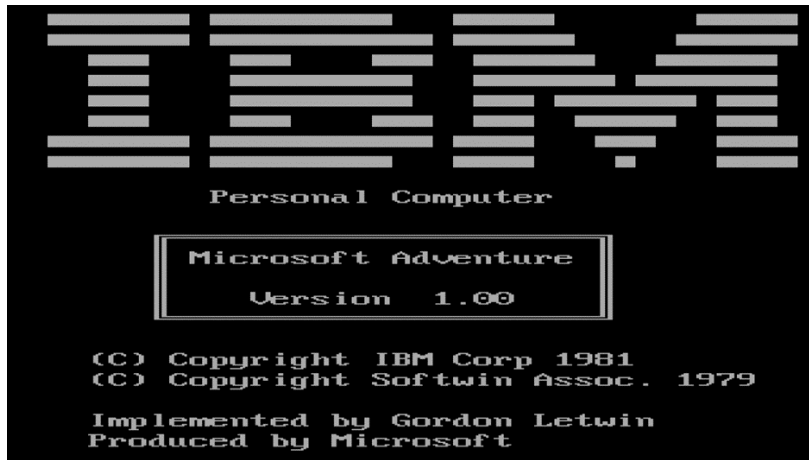 IBM
Personal Computer
Microsoft Adventure
Version 1.00
(C) Copyright IBM Corp 1981
(C) Copyright Softwin Assoc. 1979
Implemented by Gordon Letwin
Produced by Microsoft